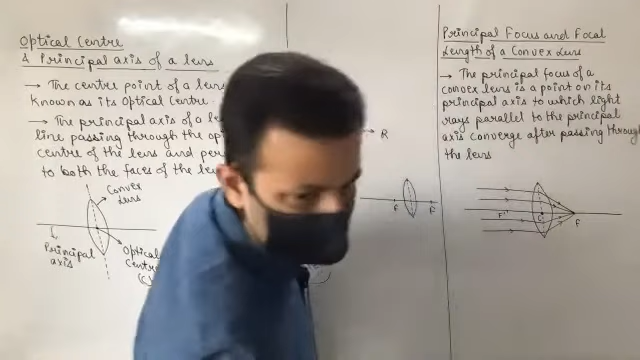 Optical Centre
& Principal axis of a lens
→ The centre point of a lens
known as its Optical Centre.
→ The principal axis of a le
line passing through the op
centre of the lens and per
to both the faces of the le
Convex
lens
Principal
axis
Optical
Centre
(C)
R
F
F
Principal Focus and Focal
Length of a Convex lens
→ The principal focus of a
convex lens is a point on its
principal axis to which light
rays parallel to the principal
axis converge after passing through
the lens
F'
C
F